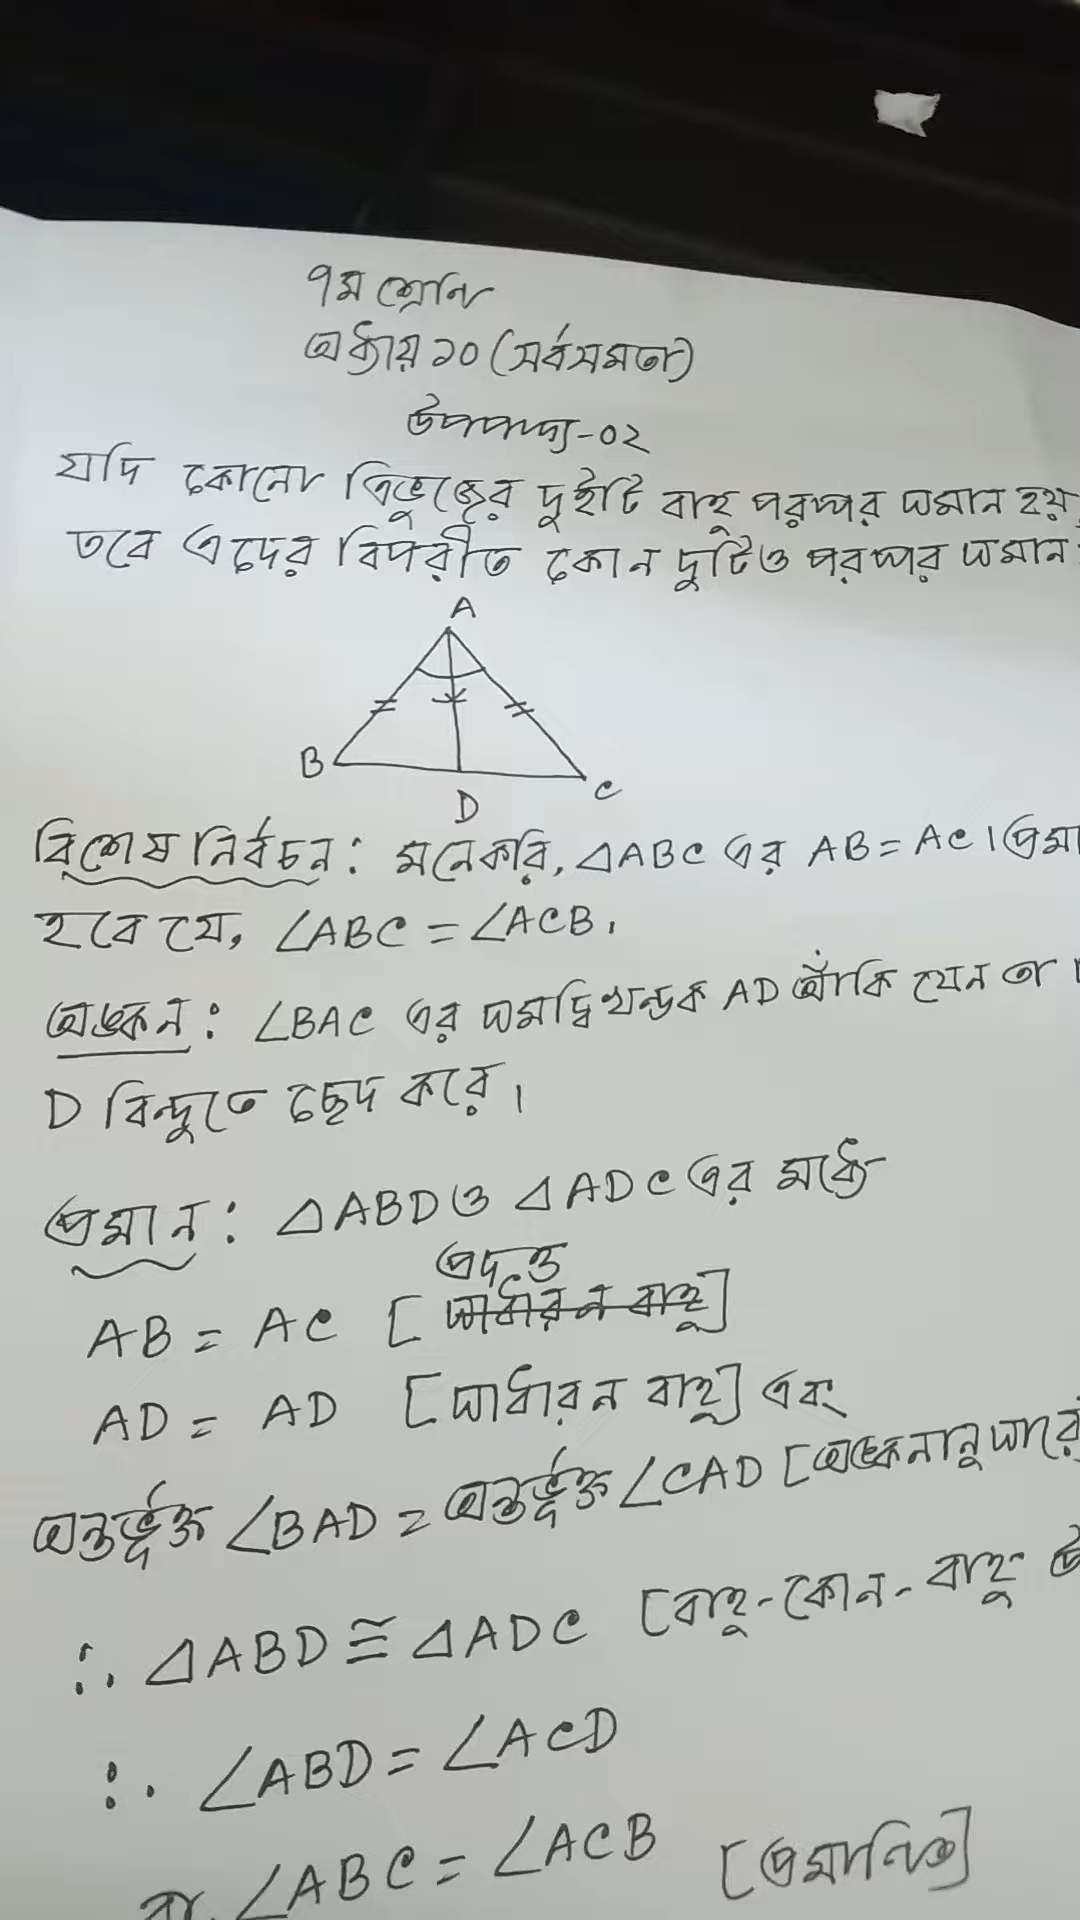 ৭ম শ্রেনি
অধ্যায় ১০ (সর্বসমতা)
উপপাদ্য-০২
যদি কোনো ত্রিভুজের দুইটি বাহু পরস্পর সমান হয়,
তবে এদের বিপরীত কোন দুটিও পরস্পর সমান
A
B
C
D
বিশেষ নির্বচন: মনেকরি, △ABC এর AB = AC । প্রমা
হবে যে, ∠ABC = ∠ACB.
অঙ্কন: ∠BAC এর সমদ্বিখন্ডক AD আঁকি যেন তা
D বিন্দুতে ছেদ করে।
প্রমান: △ABD ও △ADC এর মধ্যে
প্রদত্ত
AB = AC [সাধারন বাহু]
AD = AD [সাধারন বাহু] এবং
অন্তর্ভূক্ত ∠BAD = অন্তর্ভূক্ত ∠CAD [অঙ্কনানুসারে
∴ △ABD ≅ △ADC [বাহু-কোন-বাহু উ
∴ ∠ABD = ∠ACD
বা, ∠ABC = ∠ACB [প্রমানিত]